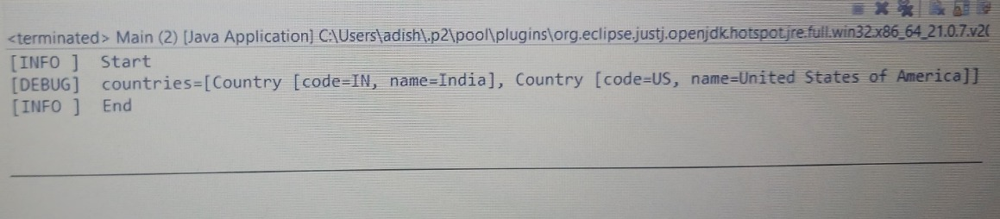 <terminated> Main (2) [Java Application] C:\Users\adish\.p2\pool\plugins\org.eclipse.justj.openjdk.hotspot.jre.full.win32.x86_64_21.0.7.v20
[INFO ]  Start
[DEBUG]  countries=[Country [code=IN, name=India], Country [code=US, name=United States of America]]
[INFO ]  End